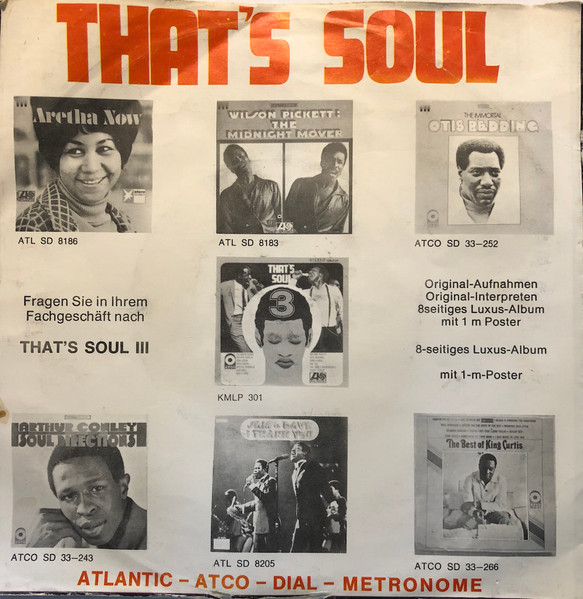 THAT'S SOUL
Aretha Now
ATL SD 8186
WILSON PICKETT:
THE
MIDNIGHT MOVER
ATL SD 8183
THE IMMORTAL
OTIS REDDING
ATCO
ATCO SD 33-252
Fragen Sie in Ihrem
Fachgeschäft nach
THAT'S SOUL III
THAT'S
SOUL
3
ATCO
KMLP 301
Original-Aufnahmen
Original-Interpreten
8seitiges Luxus-Album
mit 1 m Poster
8-seitiges Luxus-Album
mit 1-m-Poster
ARTHUR CONLEY
SOUL DIRECTIONS
ATCO SD 33-243
SAM & DAVE
I THANK YOU
ATL SD 8205
The Best of King Curtis
ATCO SD 33-266
ATLANTIC - ATCO - DIAL - METRONOME